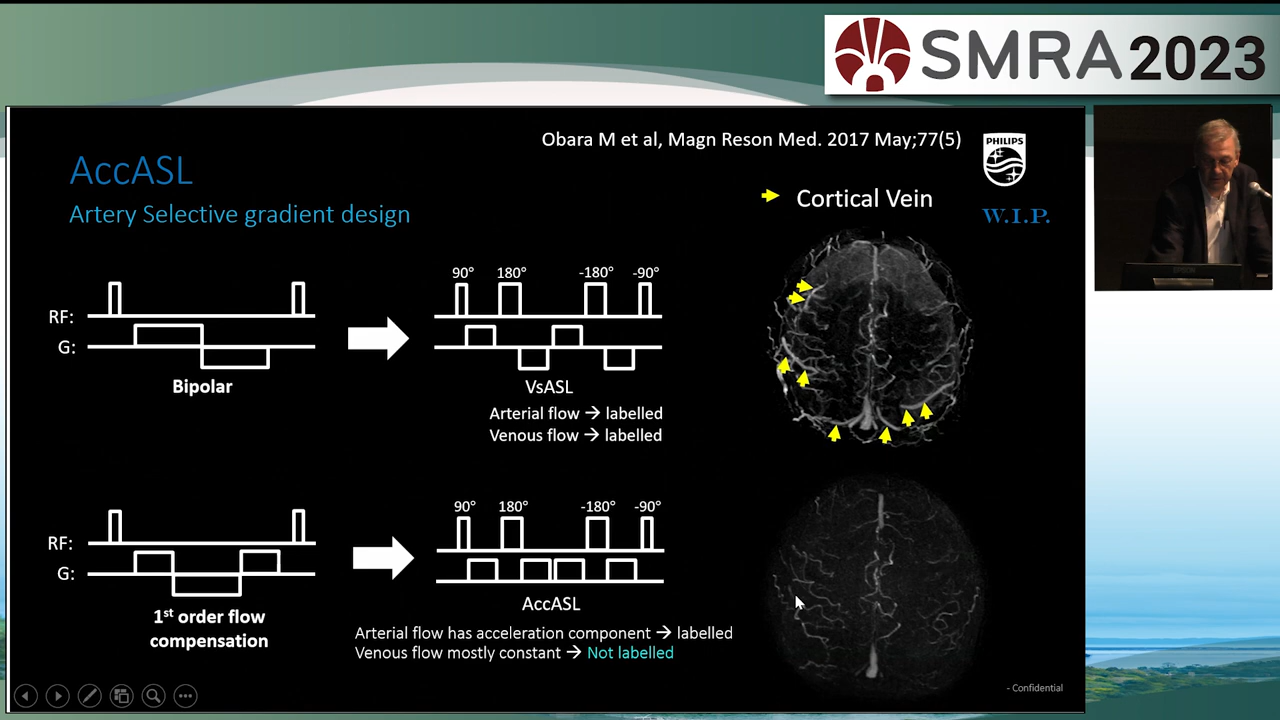 SMRA 2023
Obara M et al, Magn Reson Med. 2017 May;77(5)
PHILIPS
W.I.P.
AccASL
Artery Selective gradient design
Cortical Vein
90° 180° -180° -90°
RF:
G:
Bipolar
VsASL
Arterial flow → labelled
Venous flow → labelled
90° 180° -180° -90°
RF:
G:
1st order flow
compensation
AccASL
Arterial flow has acceleration component → labelled
Venous flow mostly constant → Not labelled
- Confidential